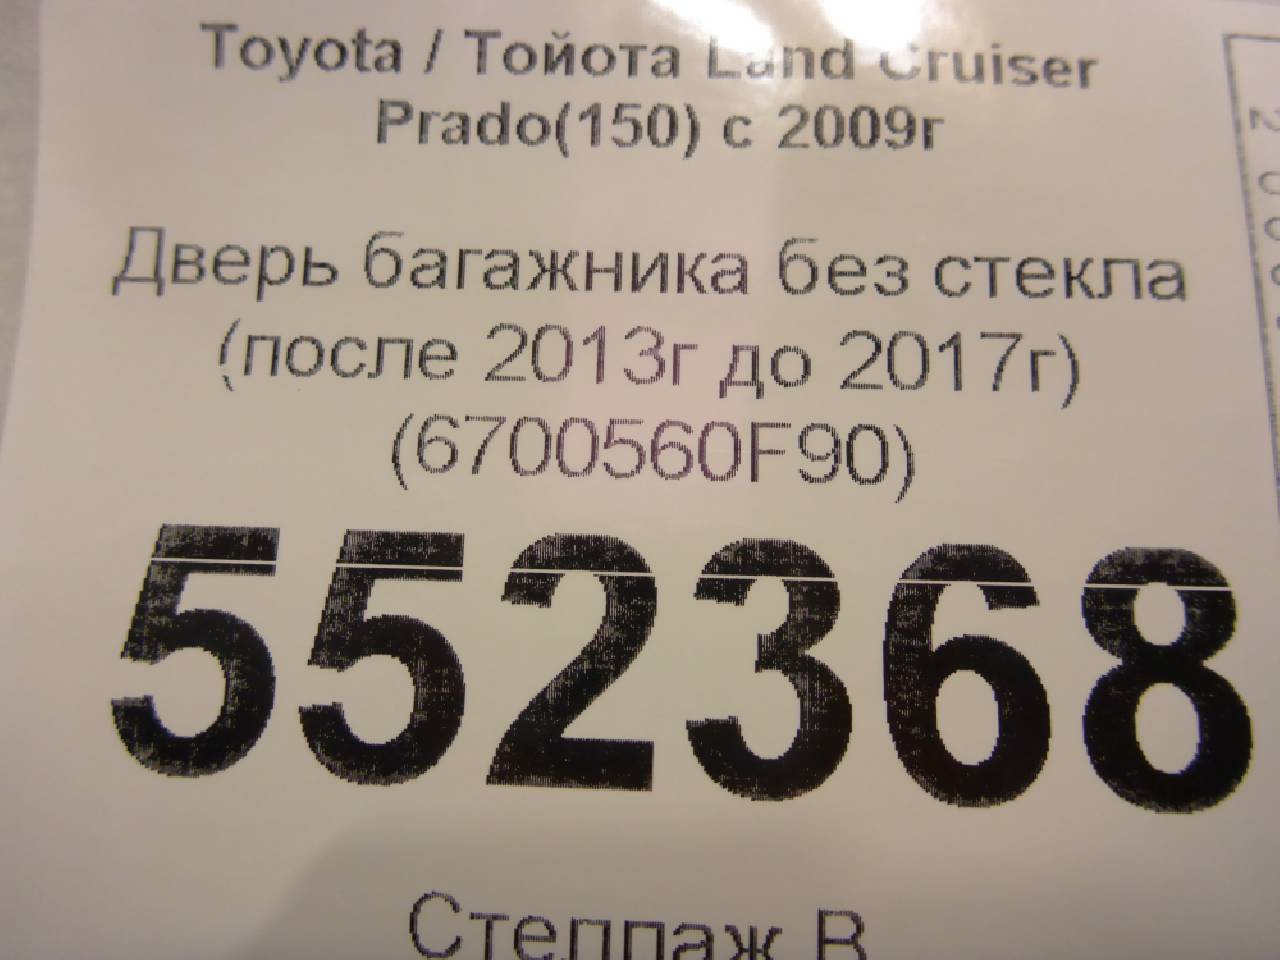 Toyota / Тойота Land Cruiser
Prado(150) с 2009г
Дверь багажника без стекла
(после 2013г до 2017г)
(6700560F90)
552368
Стеллаж В